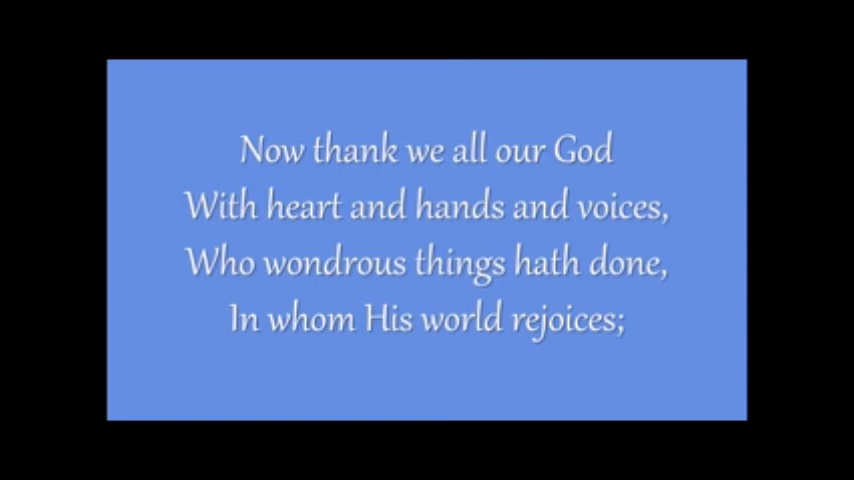 Now thank we all our God
With heart and hands and voices,
Who wondrous things hath done,
In whom His world rejoices;